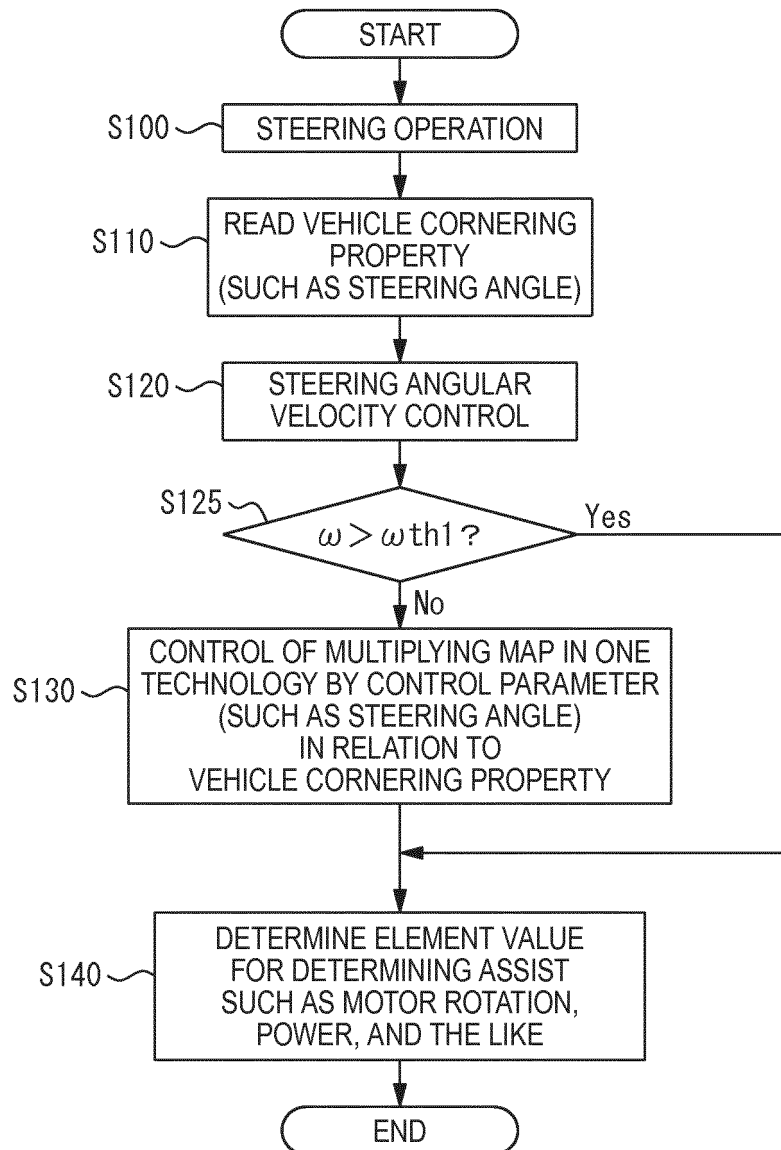 START
S100
STEERING OPERATION
S110
READ VEHICLE CORNERING
PROPERTY
(SUCH AS STEERING ANGLE)
S120
STEERING ANGULAR
VELOCITY CONTROL
S125
ω > ωth1?
Yes
No
S130
CONTROL OF MULTIPLYING MAP IN ONE
TECHNOLOGY BY CONTROL PARAMETER
(SUCH AS STEERING ANGLE)
IN RELATION TO
VEHICLE CORNERING PROPERTY
S140
DETERMINE ELEMENT VALUE
FOR DETERMINING ASSIST
SUCH AS MOTOR ROTATION,
POWER, AND THE LIKE
END